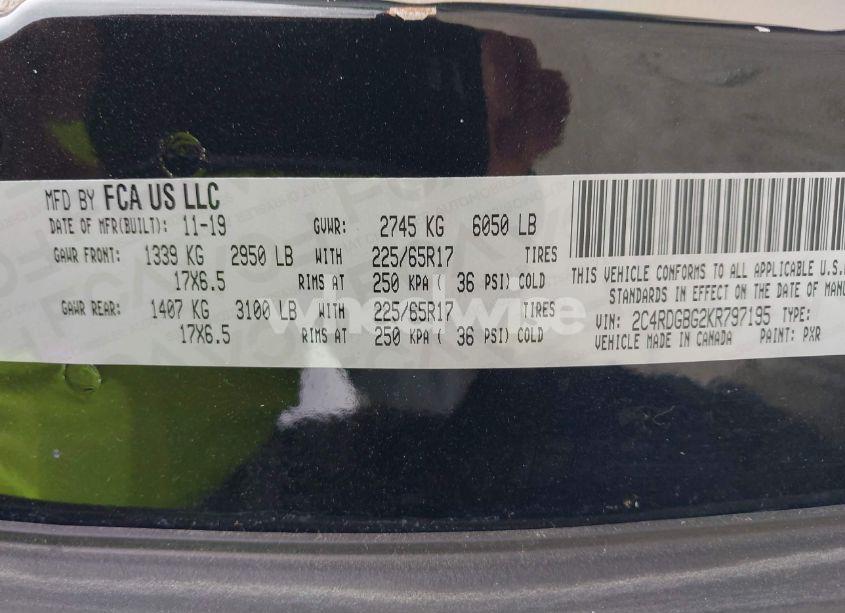 MFD BY FCA US LLC
DATE OF MFR(BUILT): 11-19 GVWR: 2745 KG 6050 LB
GAWR FRONT: 1339 KG 2950 LB WITH 225/65R17 TIRES
17X6.5 RIMS AT 250 KPA ( 36 PSI) COLD
GAWR REAR: 1407 KG 3100 LB WITH 225/65R17 TIRES
17X6.5 RIMS AT 250 KPA ( 36 PSI) COLD
THIS VEHICLE CONFORMS TO ALL APPLICABLE U.S.
STANDARDS IN EFFECT ON THE DATE OF MANU
VIN: 2C4RDGBG2KR797195 TYPE:
VEHICLE MADE IN CANADA PAINT: PXR